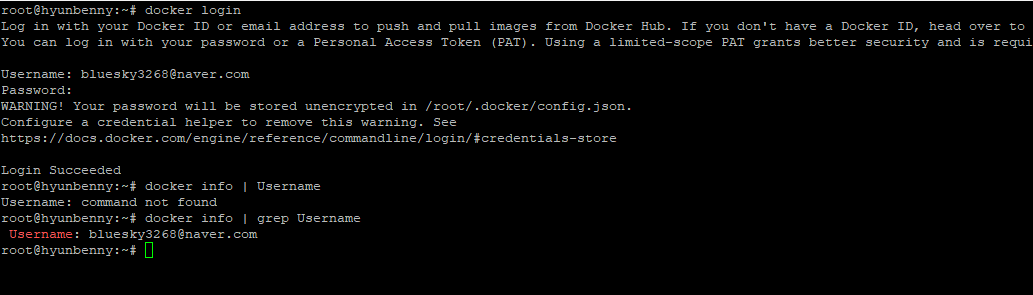 root@hyunbenny:~# docker login
Log in with your Docker ID or email address to push and pull images from Docker Hub. If you don't have a Docker ID, head over to
You can log in with your password or a Personal Access Token (PAT). Using a limited-scope PAT grants better security and is requi
Username: bluesky3268@naver.com
Password:
WARNING! Your password will be stored unencrypted in /root/.docker/config.json.
Configure a credential helper to remove this warning. See
https://docs.docker.com/engine/reference/commandline/login/#credentials-store
Login Succeeded
root@hyunbenny:~# docker info | Username
Username: command not found
root@hyunbenny:~# docker info | grep Username
Username: bluesky3268@naver.com
root@hyunbenny:~#